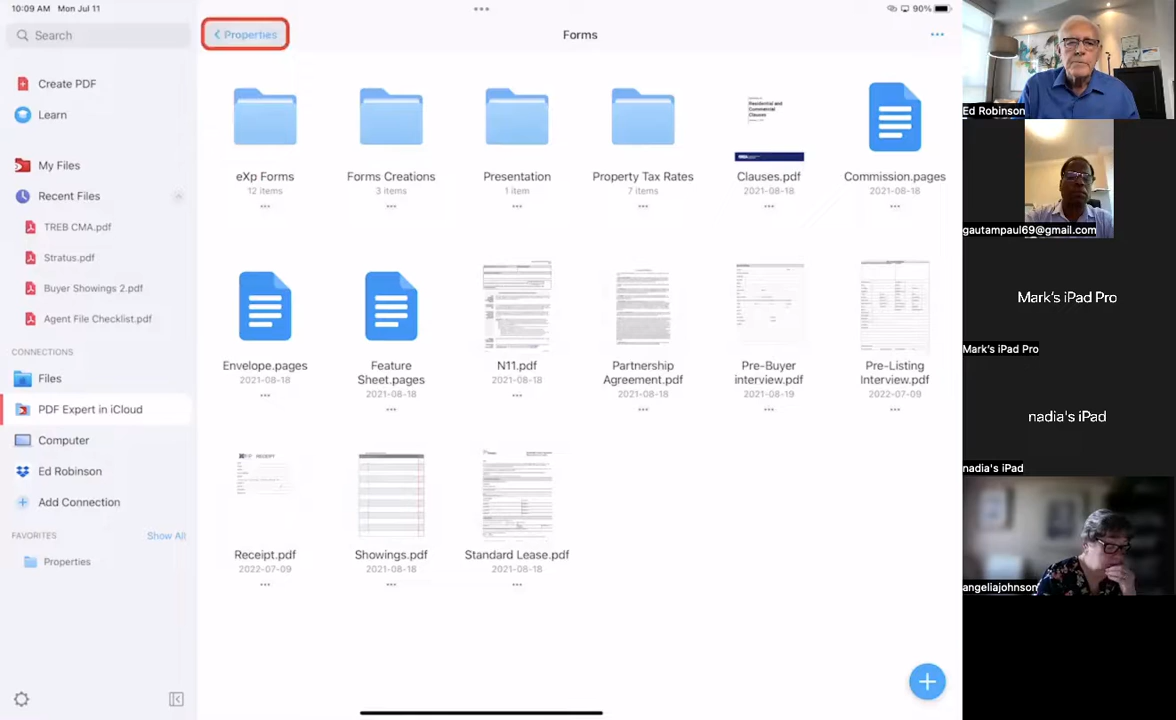 10:09 AM Mon Jul 11
90%
Search
Properties
Forms
Create PDF
Learn
My Files
Recent Files
TREB CMA.pdf
Stratus.pdf
Buyer Showings 2.pdf
Agent File Checklist.pdf
CONNECTIONS
Files
PDF Expert in iCloud
Computer
Ed Robinson
Add Connection
FAVORITES
Show All
Properties
eXp Forms
12 items
Forms Creations
3 items
Presentation
1 item
Property Tax Rates
7 items
Residential and
Commercial
Clauses
Clauses.pdf
2021-08-18
Commission.pages
2021-08-18
Envelope.pages
2021-08-18
Feature
Sheet.pages
2021-08-18
N11.pdf
2021-08-18
Partnership
Agreement.pdf
2021-08-18
Pre-Buyer
interview.pdf
2021-08-19
Pre-Listing
Interview.pdf
2022-07-09
RECEIPT
Receipt.pdf
2022-07-09
Showings.pdf
2021-08-18
Standard Lease.pdf
2021-08-18
Ed Robinson
gautampaul69@gmail.com
Mark's iPad Pro
Mark's iPad Pro
nadia's iPad
nadia's iPad
angeliajohnson